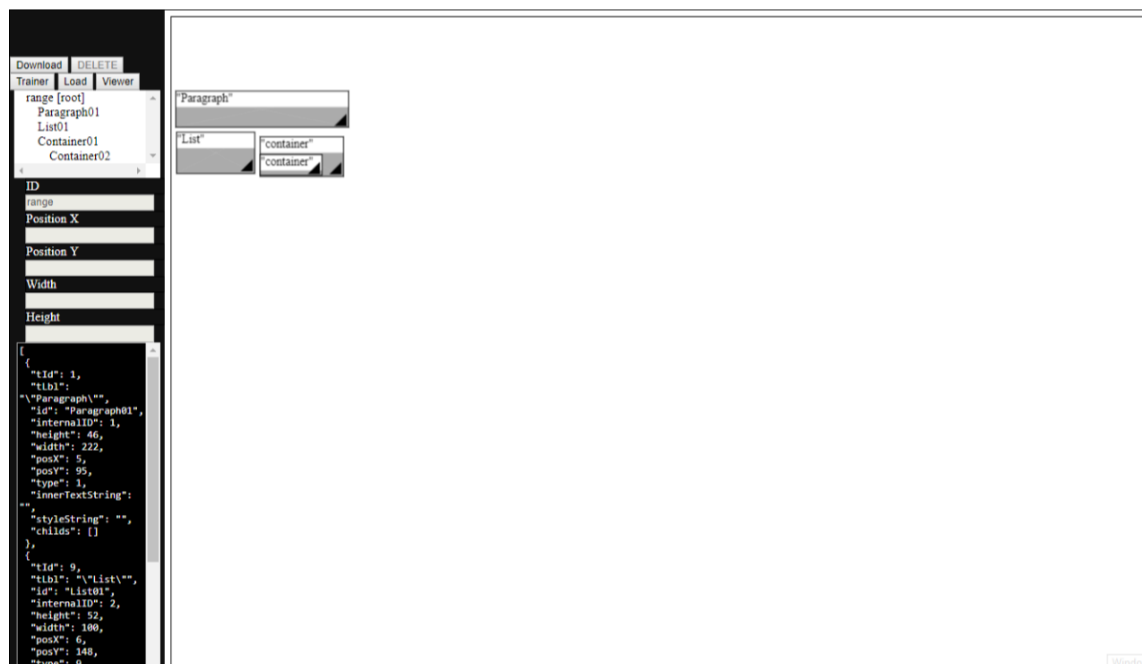 Download DELETE
Trainer Load Viewer
range [root]
Paragraph01
List01
Container01
Container02
ID
range
Position X
Position Y
Width
Height
[
{
"tId": 1,
"tLbl":
"\"Paragraph\"",
"id": "Paragraph01",
"internalID": 1,
"height": 46,
"width": 222,
"posX": 5,
"posY": 95,
"type": 1,
"innerTextString":
"",
"styleString": "",
"childs": []
},
{
"tId": 9,
"tLbl": "\"List\"",
"id": "List01",
"internalID": 2,
"height": 52,
"width": 100,
"posX": 6,
"posY": 148,
"type": 9
"Paragraph"
"List"
"container"
"container"